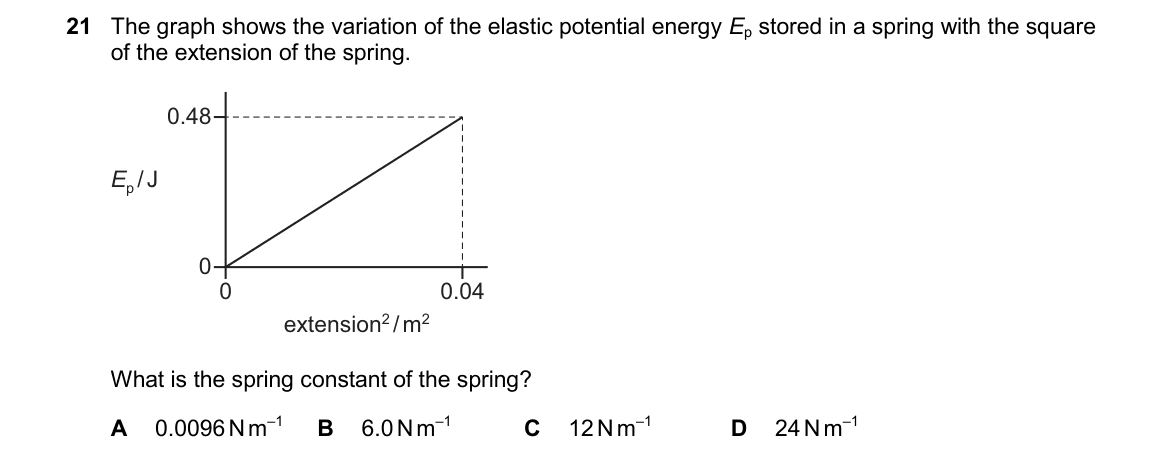 21 The graph shows the variation of the elastic potential energy Eₚ stored in a spring with the square
of the extension of the spring.
0.48
Eₚ/J
0
0
0.04
extension²/m²
What is the spring constant of the spring?
A 0.0096 N m⁻¹ B 6.0 N m⁻¹ C 12 N m⁻¹ D 24 N m⁻¹